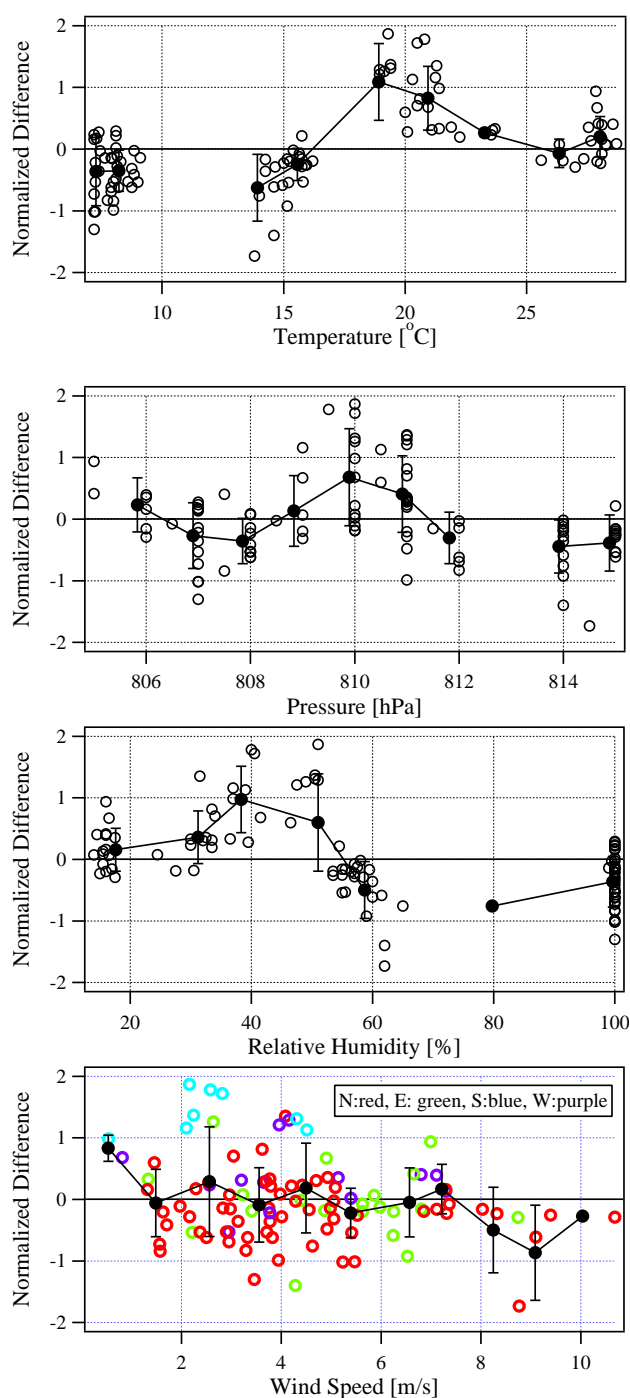 Normalized Difference
2
1
0
-1
-2
10 15 20 25
Temperature [°C]
Normalized Difference
2
1
0
-1
-2
806 808 810 812 814
Pressure [hPa]
Normalized Difference
2
1
0
-1
-2
20 40 60 80 100
Relative Humidity [%]
Normalized Difference
2
1
0
-1
-2
N:red, E: green, S:blue, W:purple
2 4 6 8 10
Wind Speed [m/s]